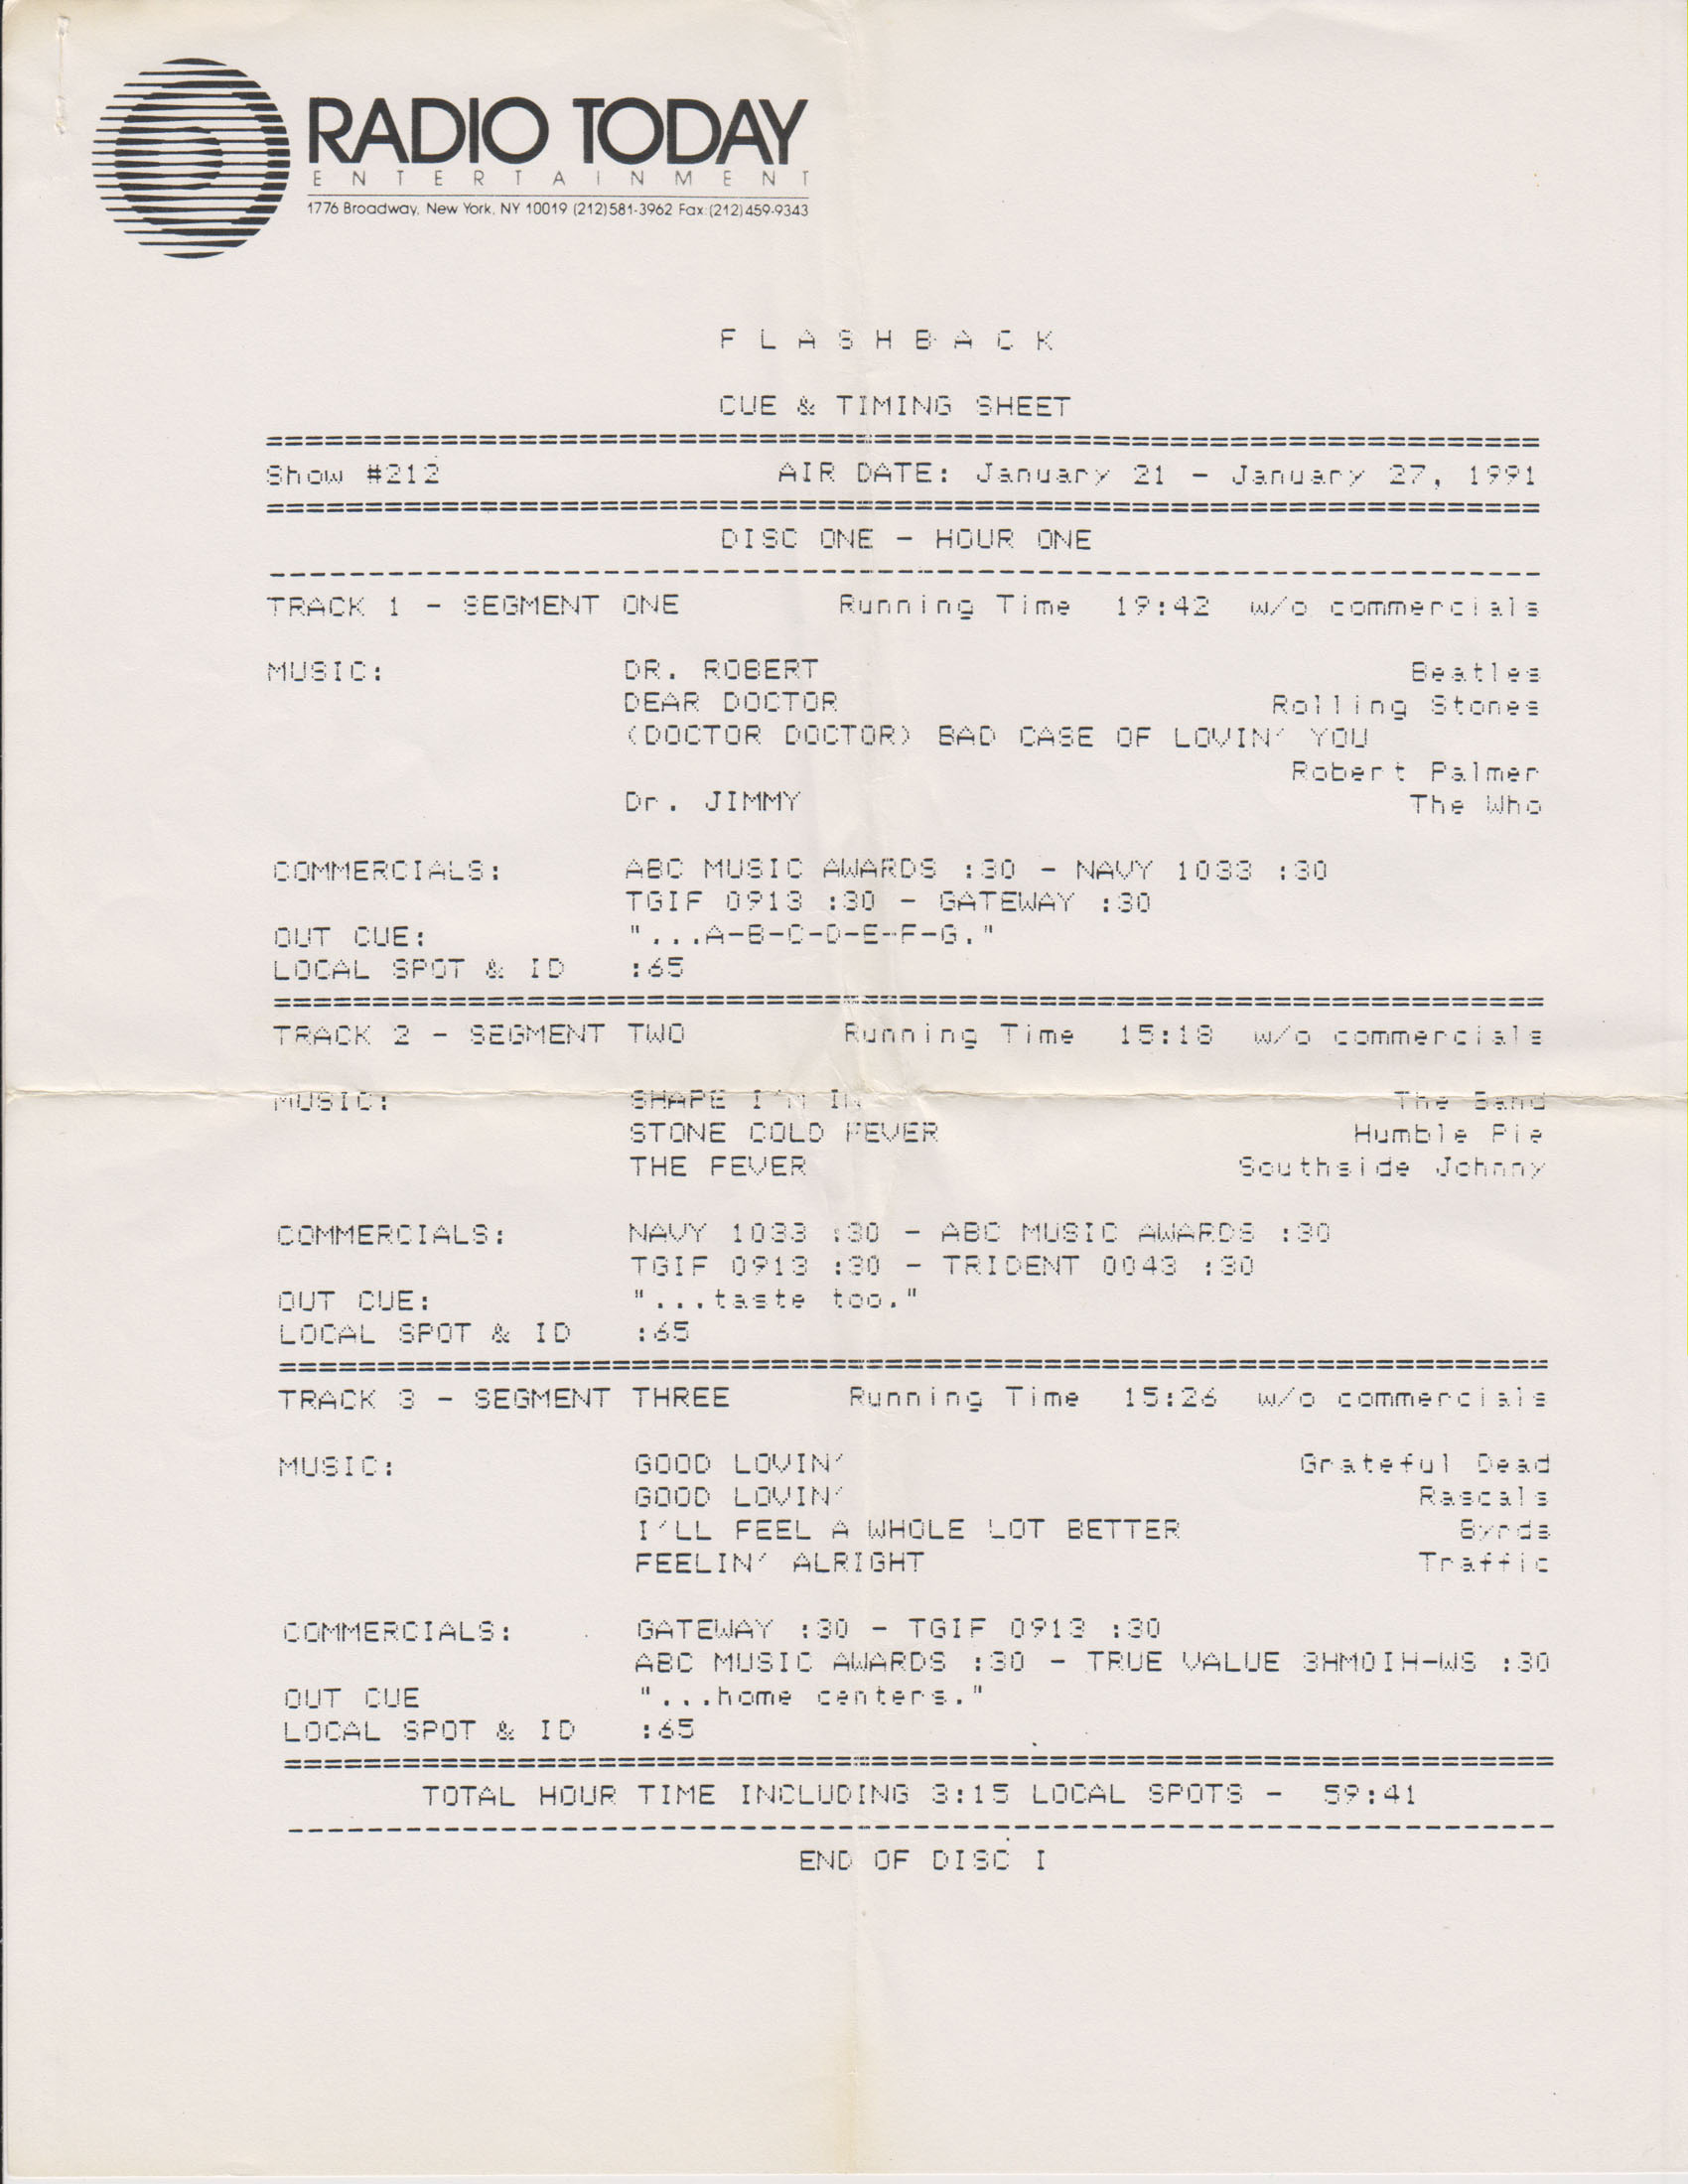 RADIO TODAY
ENTERTAINMENT
1776 Broadway, New York, NY 10019 (212)581-3962 Fax:(212)459-9343
F L A S H B A C K
CUE & TIMING SHEET
================================================================
Show #212 AIR DATE: January 21 - January 27, 1991
================================================================
DISC ONE - HOUR ONE
----------------------------------------------------------------
TRACK 1 - SEGMENT ONE Running Time 19:42 w/o commercials
MUSIC: DR. ROBERT Beatles
DEAR DOCTOR Rolling Stones
(DOCTOR DOCTOR) BAD CASE OF LOVIN' YOU
Robert Palmer
Dr. JIMMY The Who
COMMERCIALS: ABC MUSIC AWARDS :30 - NAVY 1033 :30
TGIF 0913 :30 - GATEWAY :30
OUT CUE: "...A-B-C-D-E-F-G."
LOCAL SPOT & ID :65
================================================================
TRACK 2 - SEGMENT TWO Running Time 15:18 w/o commercials
MUSIC: SHAPE I'M IN The Band
STONE COLD FEVER Humble Pie
THE FEVER Southside Johnny
COMMERCIALS: NAVY 1033 :30 - ABC MUSIC AWARDS :30
TGIF 0913 :30 - TRIDENT 0043 :30
OUT CUE: "...taste too."
LOCAL SPOT & ID :65
================================================================
TRACK 3 - SEGMENT THREE Running Time 15:26 w/o commercials
MUSIC: GOOD LOVIN' Grateful Dead
GOOD LOVIN' Rascals
I'LL FEEL A WHOLE LOT BETTER Byrds
FEELIN' ALRIGHT Traffic
COMMERCIALS: GATEWAY :30 - TGIF 0913 :30
ABC MUSIC AWARDS :30 - TRUE VALUE 3HM0IH-WS :30
OUT CUE "...home centers."
LOCAL SPOT & ID :65
================================================================
TOTAL HOUR TIME INCLUDING 3:15 LOCAL SPOTS - 59:41
----------------------------------------------------------------
END OF DISC I